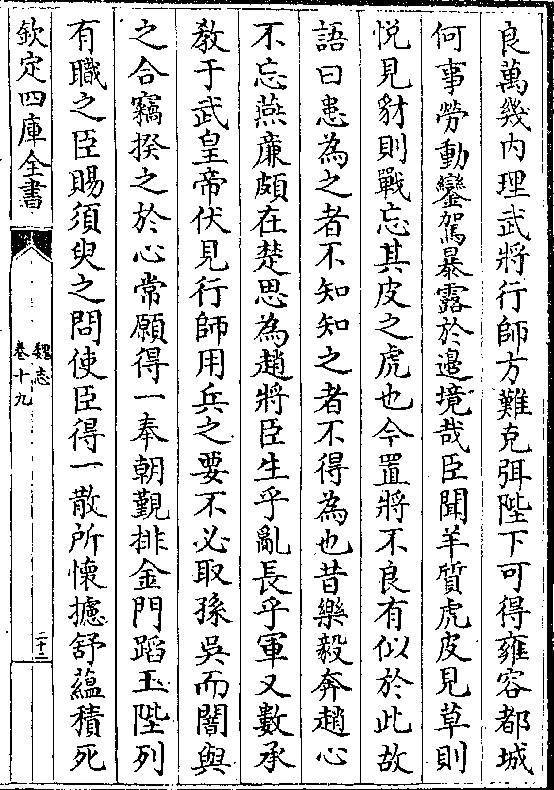 良萬幾内理武將行師方難克弭陛下可得雍容都城
何事勞動鑾駕暴露於邉境哉臣聞羊質虎皮見草則
悅見豺則戰忘其皮之虎也今置將不良有似於此故
語曰患為之者不知知之者不得為也昔樂毅奔趙心
不忘燕廉頗在楚思為趙將臣生乎亂長乎軍又數承
教于武皇帝伏見行師用兵之要不必取孫吳而闇與
之合竊揆之於心常願得一奉朝覲排金門蹈玉陛列
有職之臣賜須臾之問使臣得一散所懷攄舒蘊積死
欽定四庫全書
魏志
卷十九
二十二